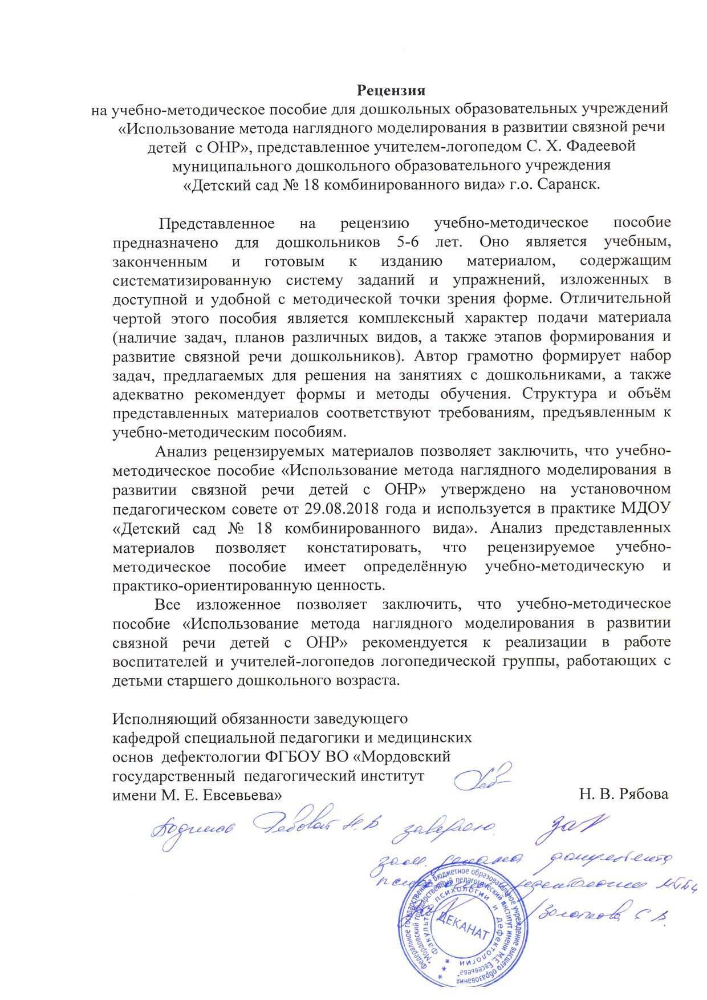 Рецензия
на учебно-методическое пособие для дошкольных образовательных учреждений
«Использование метода наглядного моделирования в развитии связной речи
детей с ОНР», представленное учителем-логопедом С. Х. Фадеевой
муниципального дошкольного образовательного учреждения
«Детский сад № 18 комбинированного вида» г.о. Саранск.
Представленное на рецензию учебно-методическое пособие
предназначено для дошкольников 5-6 лет. Оно является учебным,
законченным и готовым к изданию материалом, содержащим
систематизированную систему заданий и упражнений, изложенных в
доступной и удобной с методической точки зрения форме. Отличительной
чертой этого пособия является комплексный характер подачи материала
(наличие задач, планов различных видов, а также этапов формирования и
развитие связной речи дошкольников). Автор грамотно формирует набор
задач, предлагаемых для решения на занятиях с дошкольниками, а также
адекватно рекомендует формы и методы обучения. Структура и объём
представленных материалов соответствуют требованиям, предъявленным к
учебно-методическим пособиям.
Анализ рецензируемых материалов позволяет заключить, что учебно-
методическое пособие «Использование метода наглядного моделирования в
развитии связной речи детей с ОНР» утверждено на установочном
педагогическом совете от 29.08.2018 года и используется в практике МДОУ
«Детский сад № 18 комбинированного вида». Анализ представленных
материалов позволяет констатировать, что рецензируемое учебно-
методическое пособие имеет определённую учебно-методическую и
практико-ориентированную ценность.
Все изложенное позволяет заключить, что учебно-методическое
пособие «Использование метода наглядного моделирования в развитии
связной речи детей с ОНР» рекомендуется к реализации в работе
воспитателей и учителей-логопедов логопедической группы, работающих с
детьми старшего дошкольного возраста.
Исполняющий обязанности заведующего
кафедрой специальной педагогики и медицинских
основ дефектологии ФГБОУ ВО «Мордовский
государственный педагогический институт
имени М. Е. Евсевьева» Н. В. Рябова
Подпись Рябовой Н.В. заверяю
зам. декана факультета
психологии и дефектологии
Федеральное государственное бюджетное образовательное учреждение высшего образования
"Мордовский государственный педагогический институт имени М.Е. Евсевьева"
Факультет психологии и дефектологии
ДЕКАНАТ